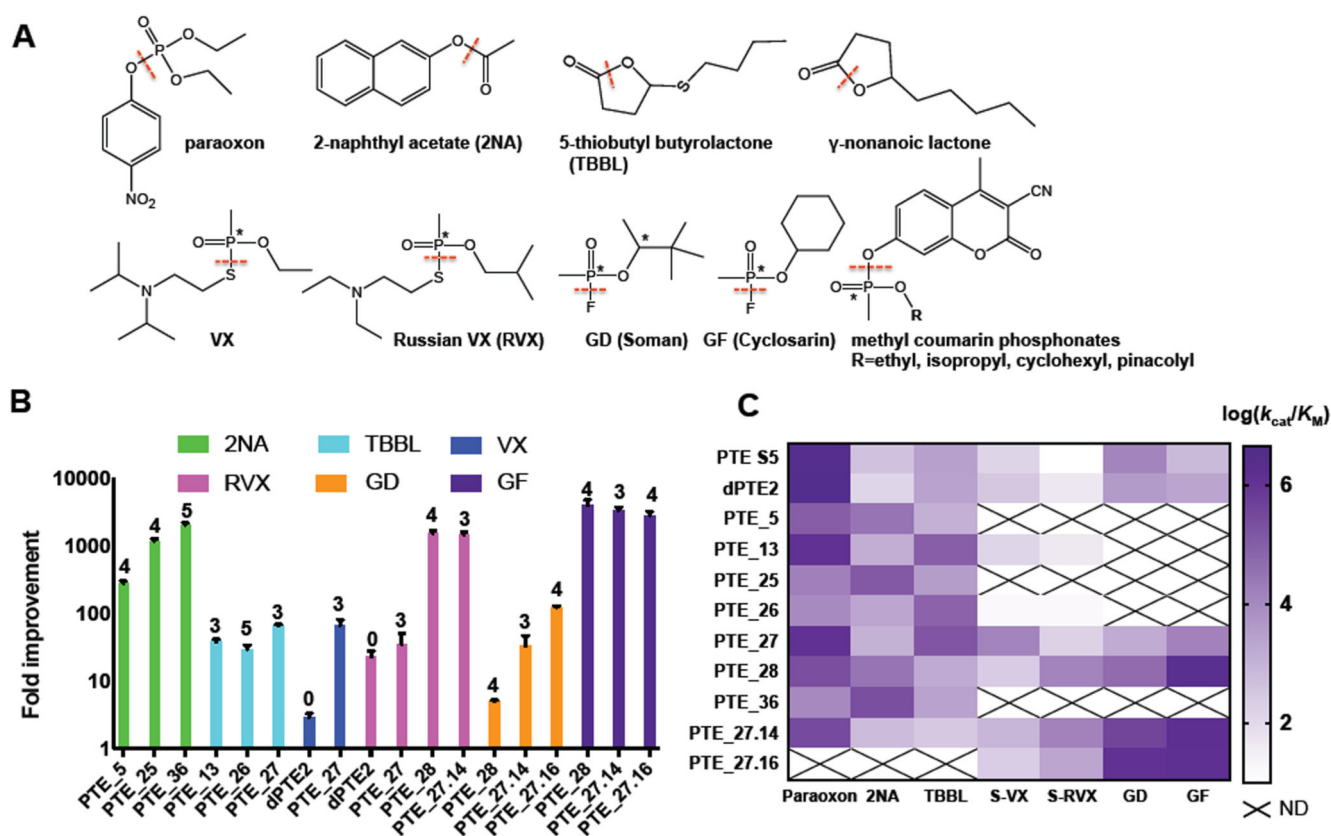 A
paraoxon
NO2
2-naphthyl acetate (2NA)
5-thiobutyl butyrolactone
(TBBL)
γ-nonanoic lactone
VX
Russian VX (RVX)
GD (Soman)
GF (Cyclosarin)
methyl coumarin phosphonates
R=ethyl, isopropyl, cyclohexyl, pinacolyl
O
P
O
O
O
O
O
O
O
S
O
O
O=P*
O
S
N
O=P*
O
S
N
O
P*
O
F
*
O
P*
O
F
CN
O
O
O
O=P
*
O
R
B
2NA
TBBL
VX
RVX
GD
GF
Fold improvement
10000
1000
100
10
1
4
4
5
3
5
3
0
3
0
3
4
3
4
3
4
4
3
4
PTE_5
PTE_25
PTE_36
PTE_13
PTE_26
PTE_27
dPTE2
PTE_27
dPTE2
PTE_27
PTE_28
PTE_27.14
PTE_28
PTE_27.14
PTE_27.16
PTE_28
PTE_27.14
PTE_27.16
C
log(kcat/KM)
PTE S5
dPTE2
PTE_5
PTE_13
PTE_25
PTE_26
PTE_27
PTE_28
PTE_36
PTE_27.14
PTE_27.16
Paraoxon 2NA TBBL S-VX S-RVX GD GF
6
4
2
ND